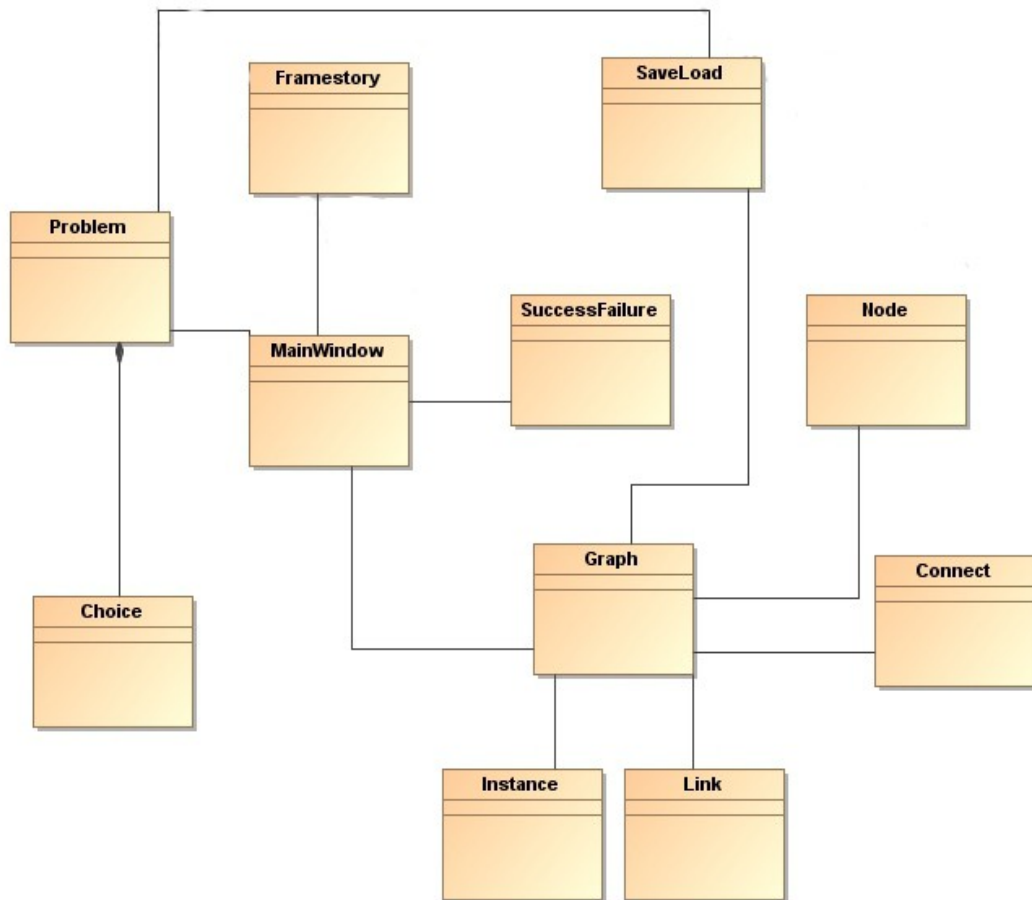 Framestory
SaveLoad
Problem
SuccessFailure
Node
MainWindow
Graph
Connect
Choice
Instance
Link